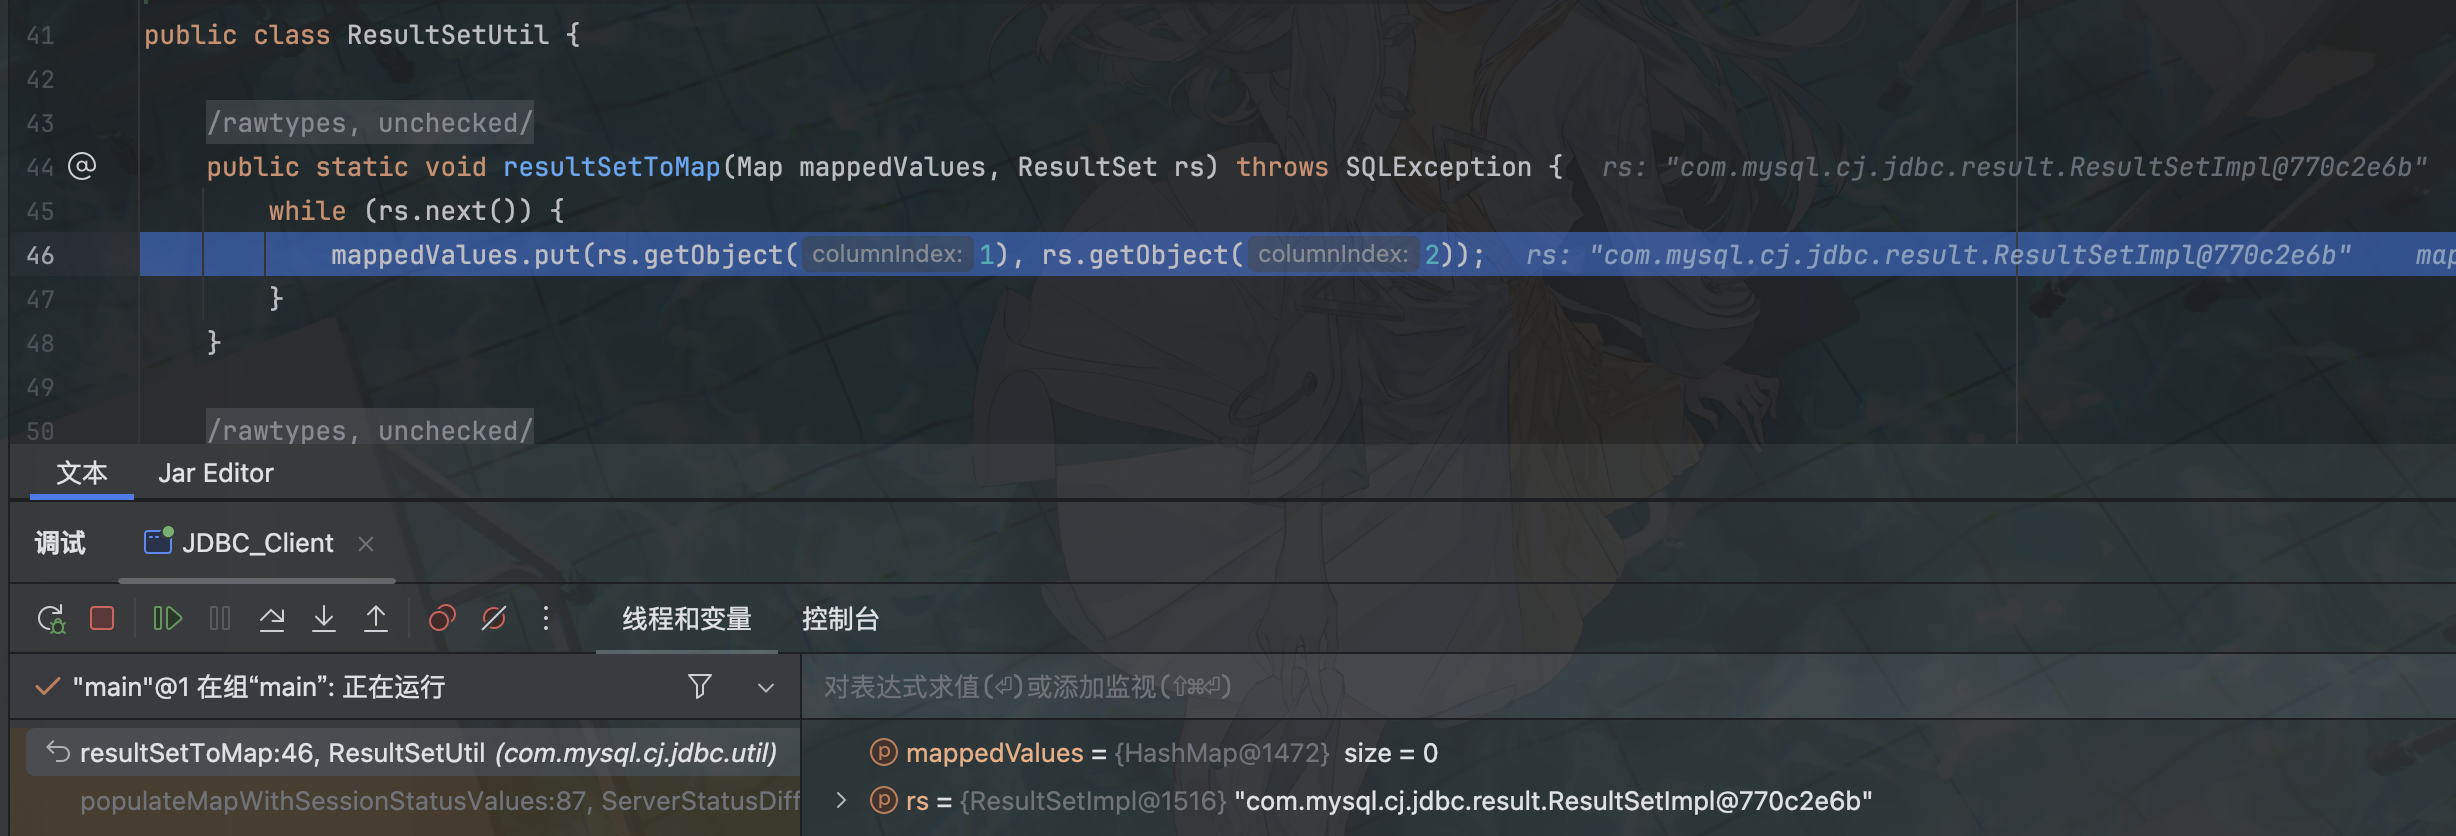 41 public class ResultSetUtil {
42
43 /rawtypes, unchecked/
44 @ public static void resultSetToMap(Map mappedValues, ResultSet rs) throws SQLException { rs: "com.mysql.cj.jdbc.result.ResultSetImpl@770c2e6b"
45 while (rs.next()) {
46 mappedValues.put(rs.getObject( columnIndex: 1), rs.getObject( columnIndex: 2)); rs: "com.mysql.cj.jdbc.result.ResultSetImpl@770c2e6b" map
47 }
48 }
49
50 /rawtypes, unchecked/
文本 Jar Editor
调试 JDBC_Client ×
线程和变量 控制台
"main"@1 在组“main”: 正在运行
对表达式求值(⏎)或添加监视(⇧⌘⏎)
resultSetToMap:46, ResultSetUtil (com.mysql.cj.jdbc.util)
populateMapWithSessionStatusValues:87, ServerStatusDiff
mappedValues = {HashMap@1472} size = 0
rs = {ResultSetImpl@1516} "com.mysql.cj.jdbc.result.ResultSetImpl@770c2e6b"